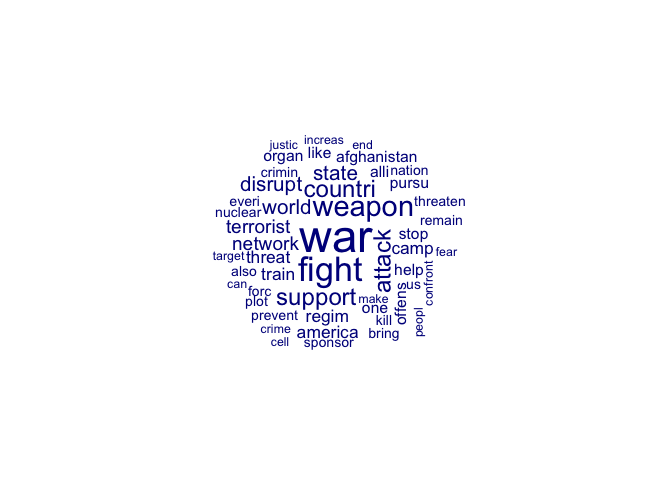 justic increas end
organ like afghanistan
crimin state alli nation
disrupt countri pursu
everi world weapon threaten
nuclear remain
terrorist war attack stop
network camp fear
target threat fight
also train help
can us confront
forc support make offens
plot one
prevent regim kill peopl
crime america bring
cell sponsor